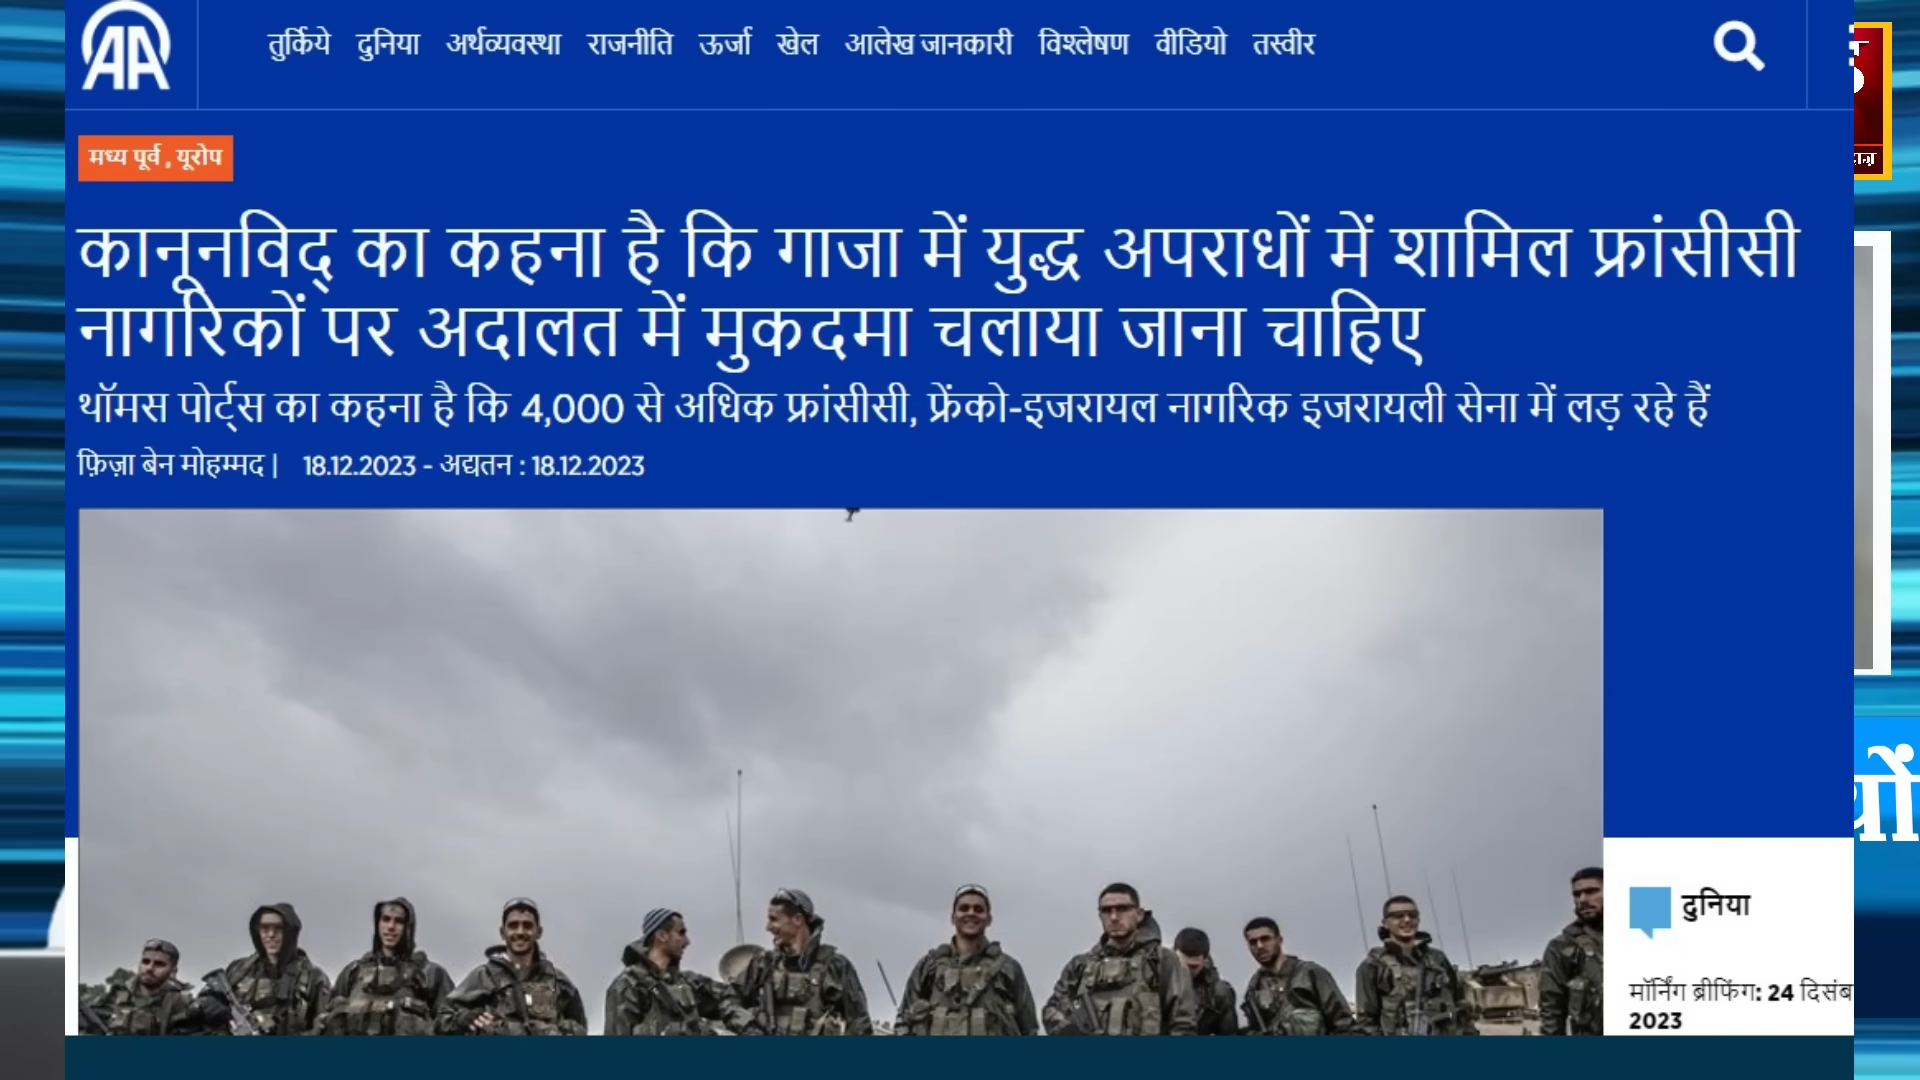 AA
तुर्किये दुनिया अर्थव्यवस्था राजनीति ऊर्जा खेल आलेख जानकारी विश्लेषण वीडियो तस्वीर
मध्य पूर्व , यूरोप
कानूनविद् का कहना है कि गाजा में युद्ध अपराधों में शामिल फ्रांसीसी
नागरिकों पर अदालत में मुकदमा चलाया जाना चाहिए
थॉमस पोर्ट्स का कहना है कि 4,000 से अधिक फ्रांसीसी, फ्रेंको-इजरायल नागरिक इजरायली सेना में लड़ रहे हैं
फ़िज़ा बेन मोहम्मद | 18.12.2023 - अद्यतन : 18.12.2023
दुनिया
मॉर्निंग ब्रीफिंग: 24 दिसंब
2023